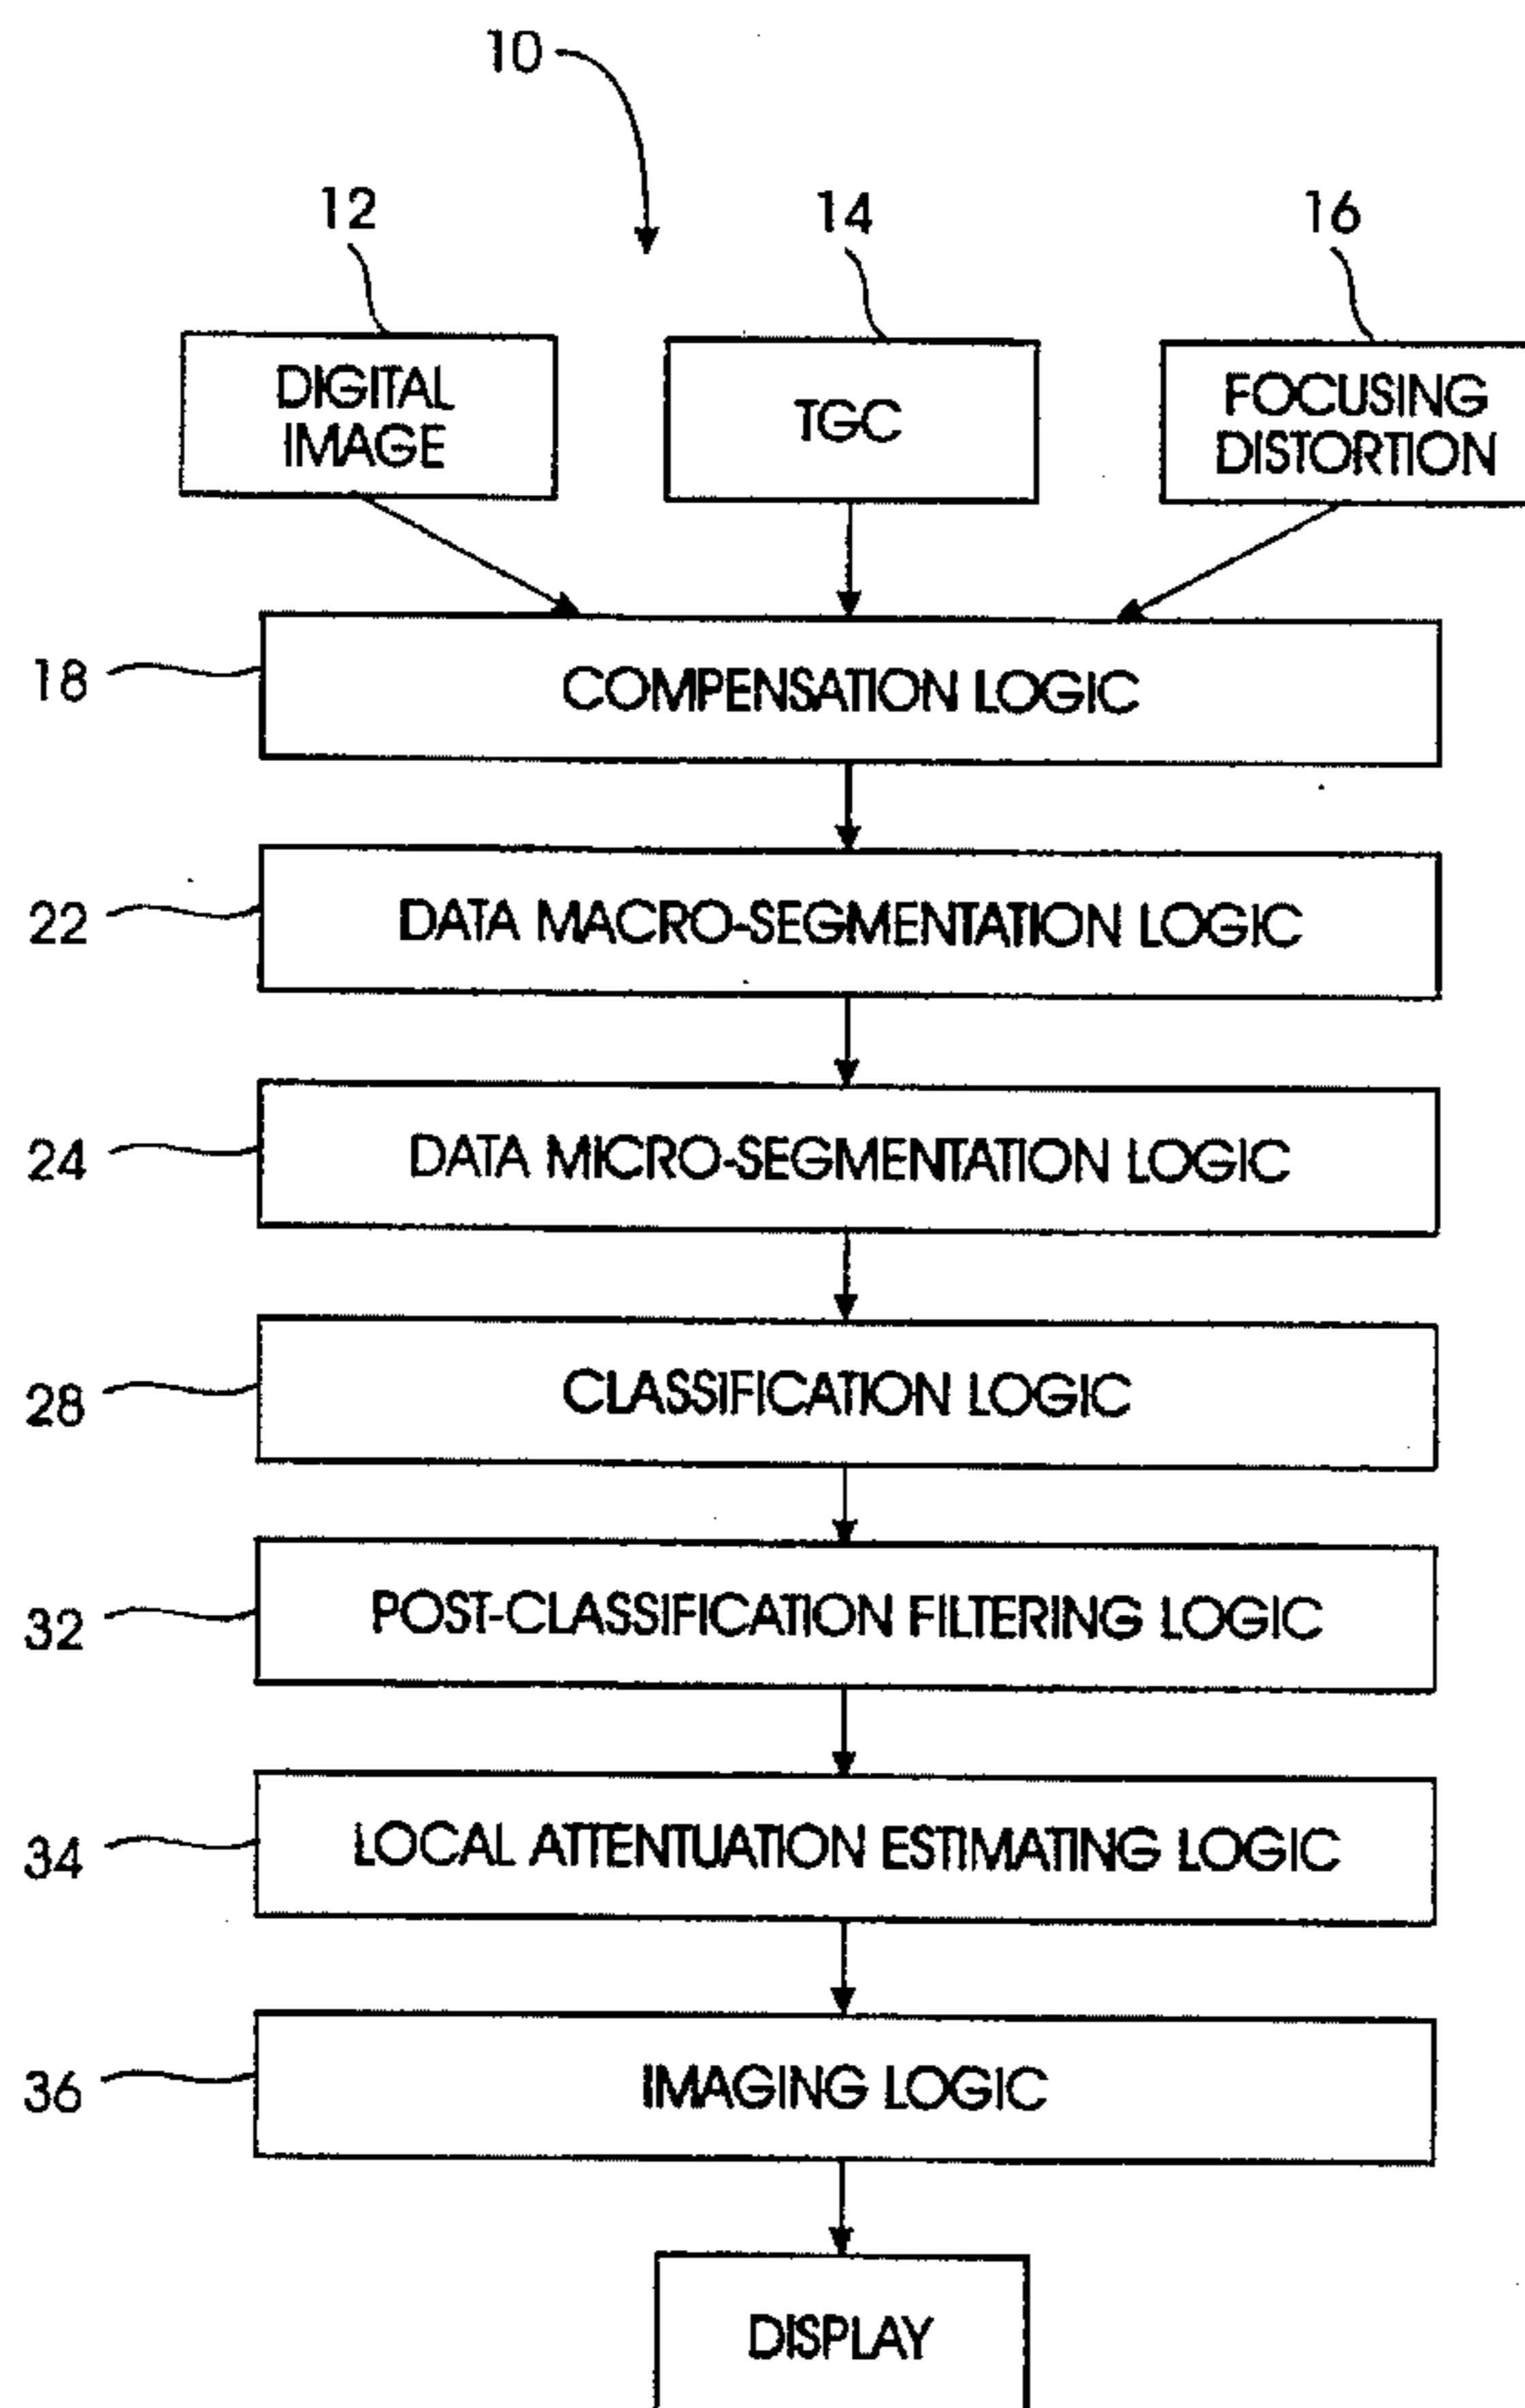 10
12
14
16
DIGITAL
IMAGE
TGC
FOCUSING
DISTORTION
18
COMPENSATION LOGIC
22
DATA MACRO-SEGMENTATION LOGIC
24
DATA MICRO-SEGMENTATION LOGIC
28
CLASSIFICATION LOGIC
32
POST-CLASSIFICATION FILTERING LOGIC
34
LOCAL ATTENTUATION ESTIMATING LOGIC
36
IMAGING LOGIC
DISPLAY